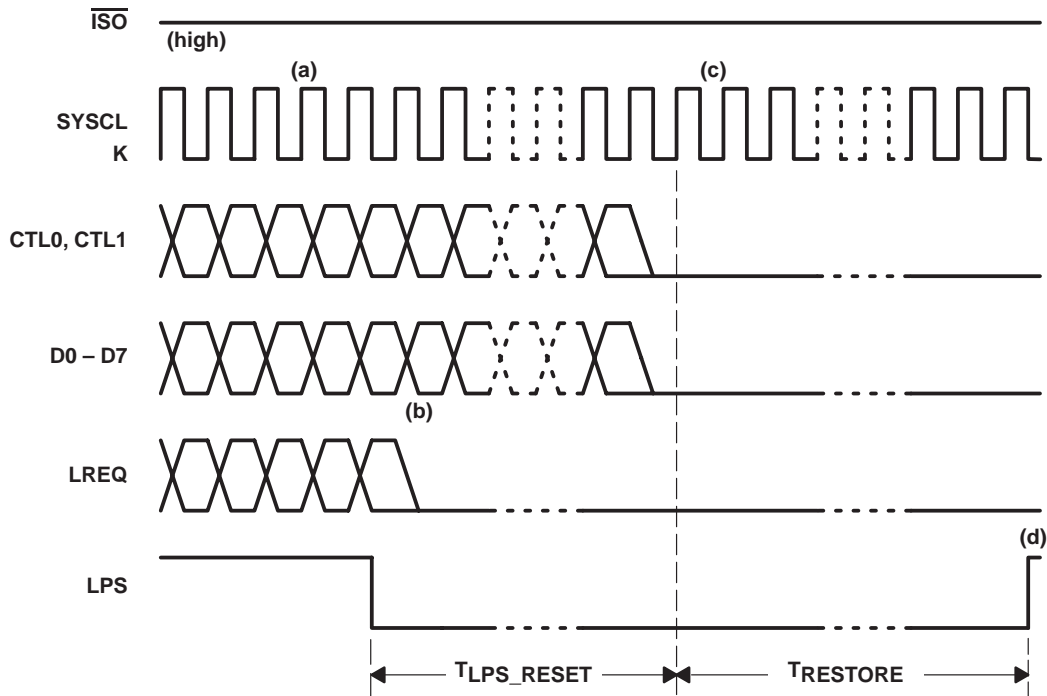 ISO
(high)
(a)
(c)
SYSCL
K
CTL0, CTL1
D0 – D7
(b)
LREQ
(d)
LPS
TLPS_RESET
TRESTORE